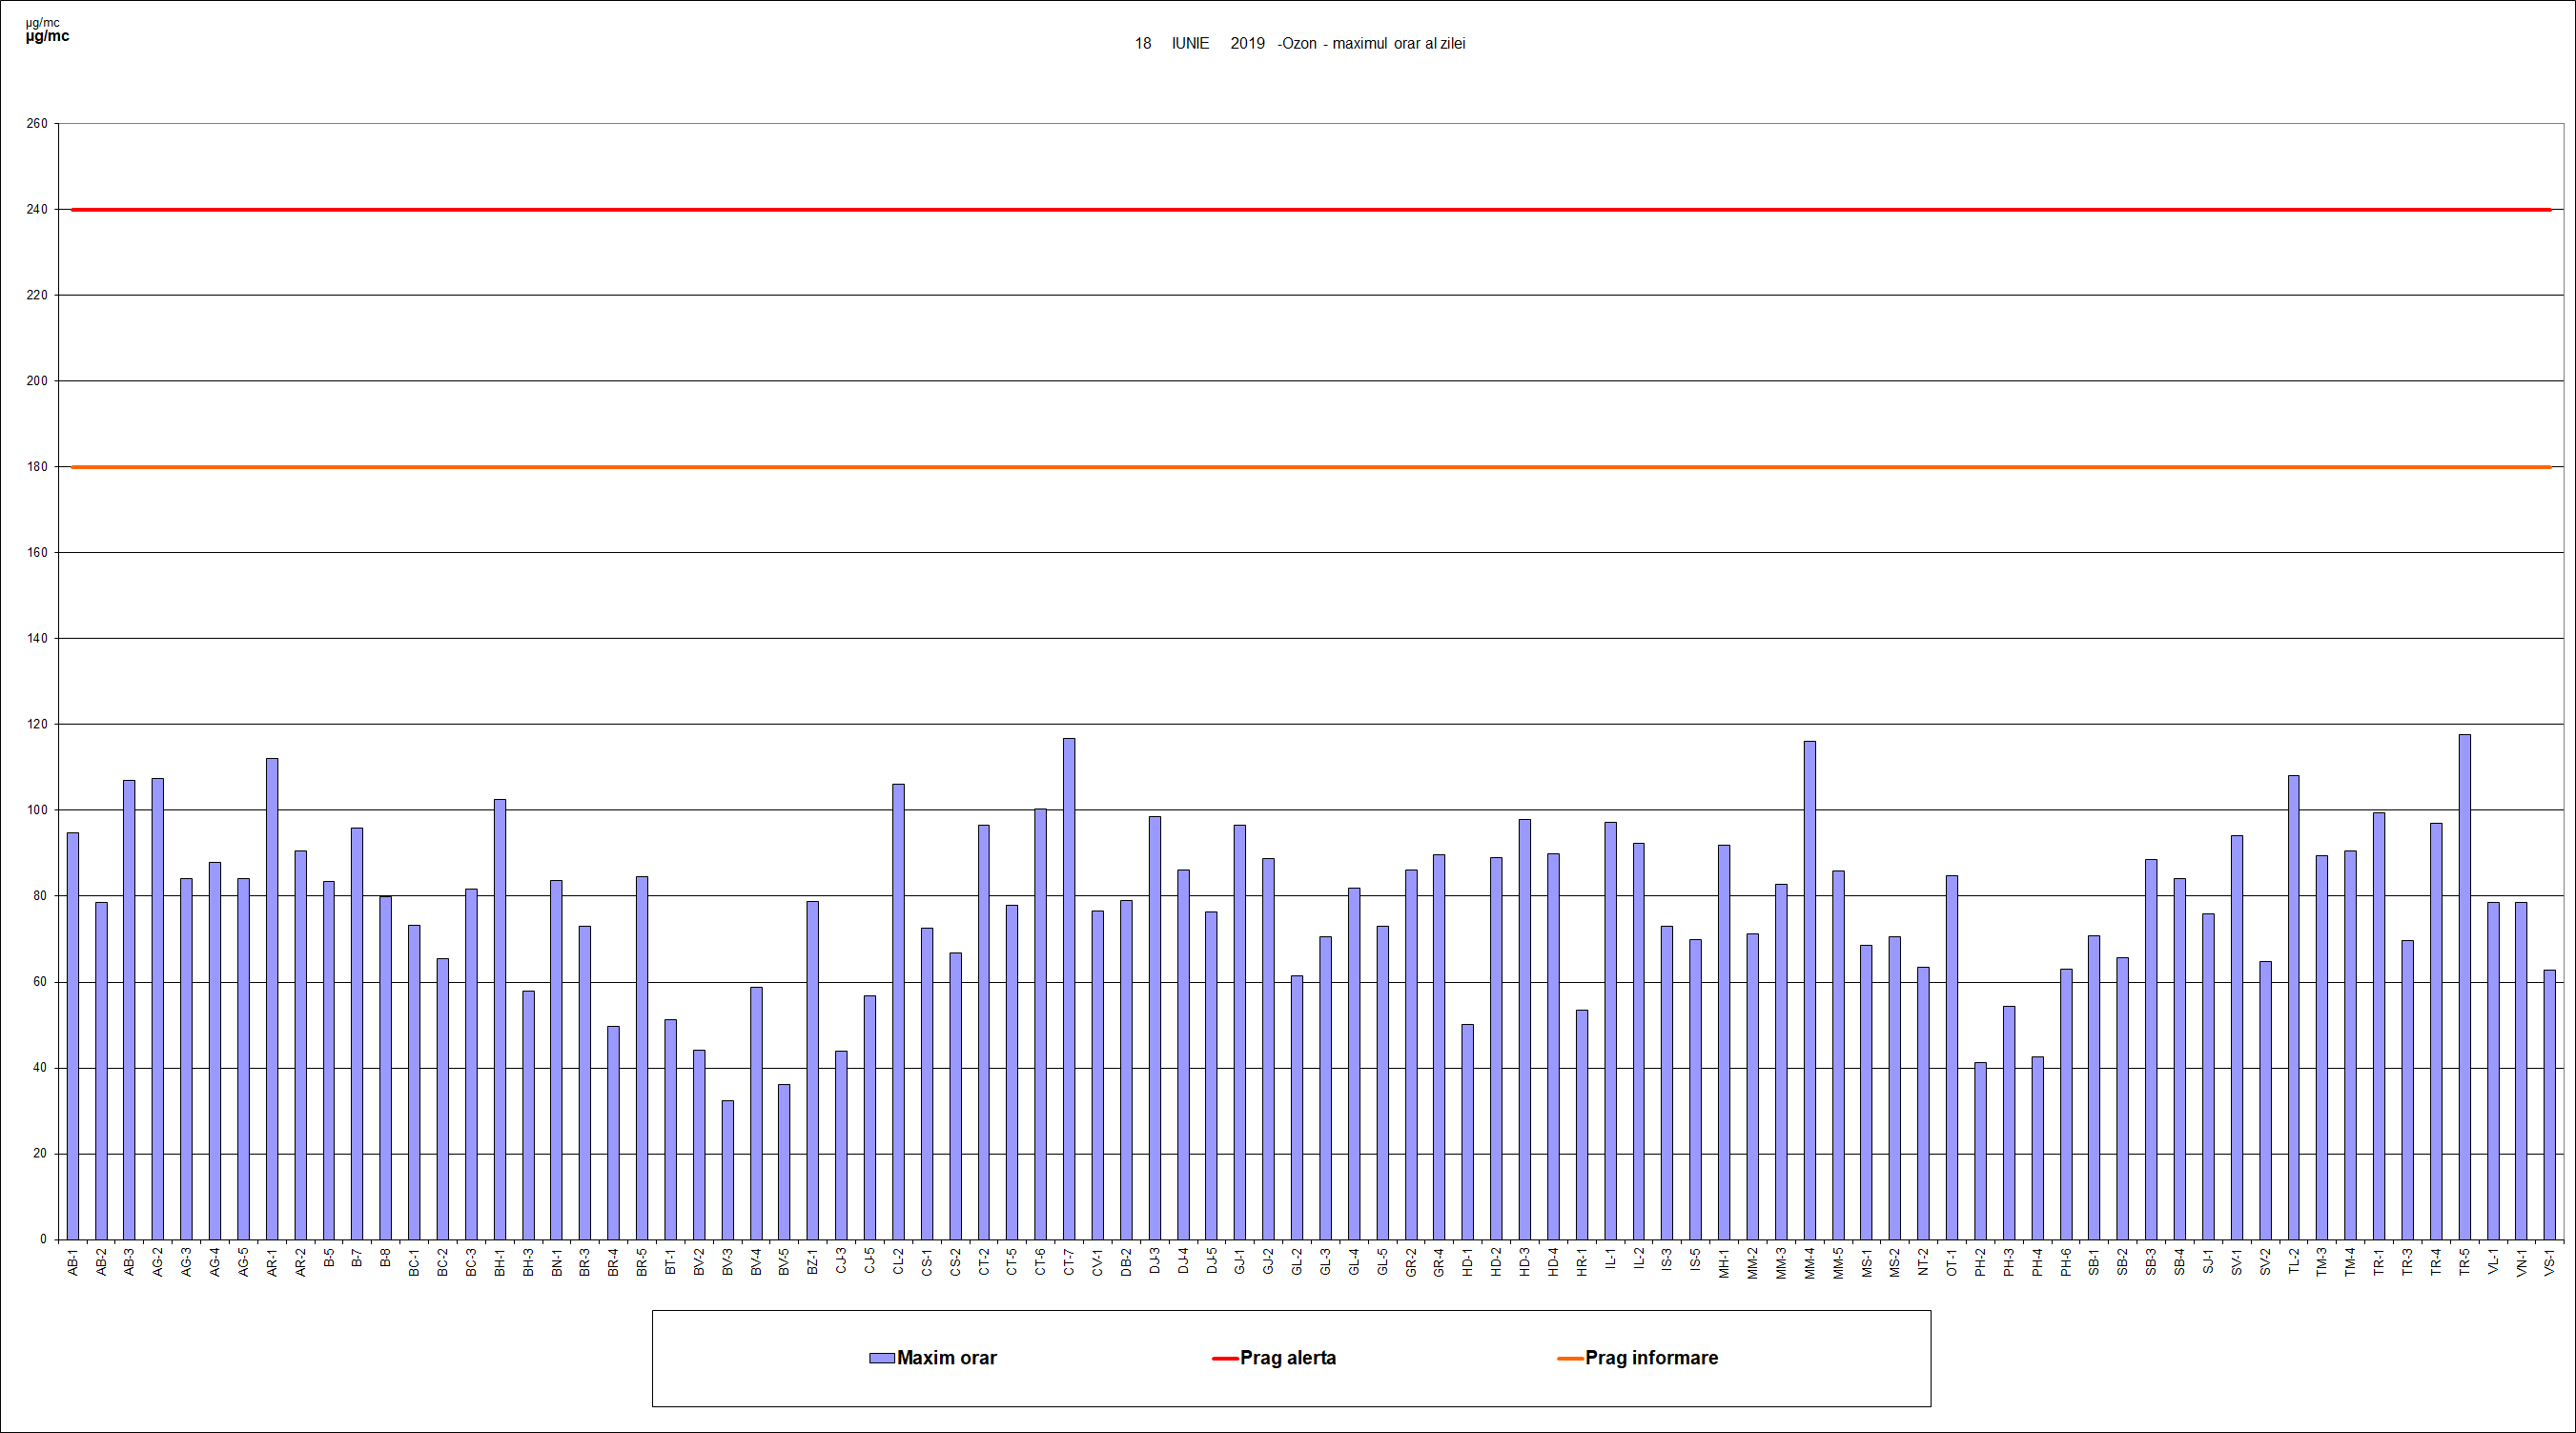 µg/mc
µg/mc
18 IUNIE 2019 -Ozon - maximul orar al zilei
260
240
220
200
180
160
140
120
100
80
60
40
20
0
AB-1
AB-2
AB-3
AG-2
AG-3
AG-4
AG-5
AR-1
AR-2
B-5
B-7
B-8
BC-1
BC-2
BC-3
BH-1
BH-3
BN-1
BR-3
BR-4
BR-5
BT-1
BV-2
BV-3
BV-4
BV-5
BZ-1
CJ-3
CJ-5
CL-2
CS-1
CS-2
CT-2
CT-5
CT-6
CT-7
CV-1
DB-2
DJ-3
DJ-4
DJ-5
GJ-1
GJ-2
GL-2
GL-3
GL-4
GL-5
GR-2
GR-4
HD-1
HD-2
HD-3
HD-4
HR-1
IL-1
IL-2
IS-3
IS-5
MH-1
MM-2
MM-3
MM-4
MM-5
MS-1
MS-2
NT-2
OT-1
PH-2
PH-3
PH-4
PH-6
SB-1
SB-2
SB-3
SB-4
SJ-1
SV-1
SV-2
TL-2
TM-3
TM-4
TR-1
TR-3
TR-4
TR-5
VL-1
VN-1
VS-1
Maxim orar
Prag alerta
Prag informare